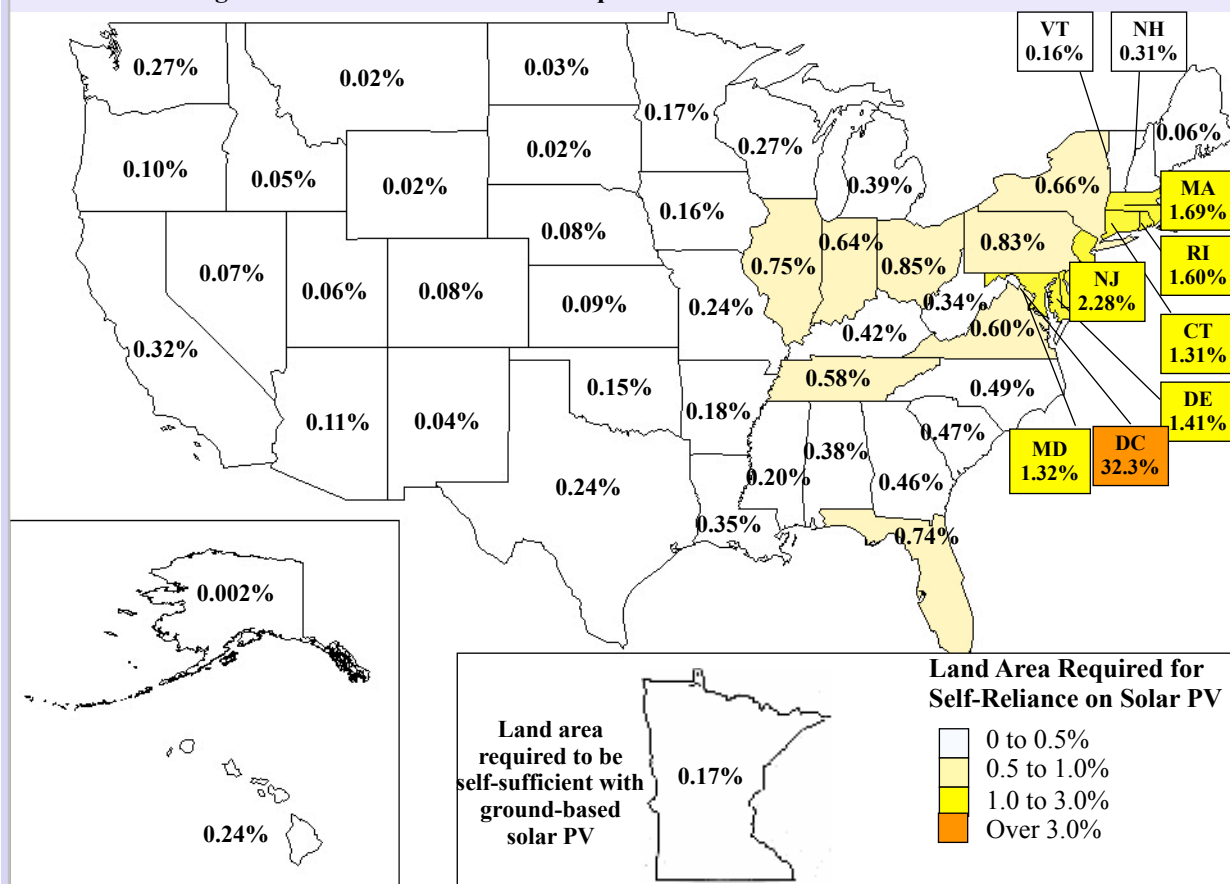 VT
0.16%
NH
0.31%
0.27%
0.02%
0.03%
0.17%
0.06%
0.10%
0.05%
0.02%
0.02%
0.27%
0.39%
0.66%
MA
1.69%
0.16%
0.08%
0.07%
0.06%
0.08%
0.09%
0.75%
0.64%
0.85%
0.83%
RI
1.60%
NJ
2.28%
0.24%
0.34%
0.60%
0.42%
0.32%
CT
1.31%
0.58%
0.49%
0.15%
0.18%
0.11%
0.04%
DE
1.41%
0.47%
0.38%
MD
1.32%
DC
32.3%
0.20%
0.46%
0.24%
0.35%
0.74%
0.002%
0.24%
Land area
required to be
self-sufficient with
ground-based
solar PV
0.17%
Land Area Required for
Self-Reliance on Solar PV
0 to 0.5%
0.5 to 1.0%
1.0 to 3.0%
Over 3.0%